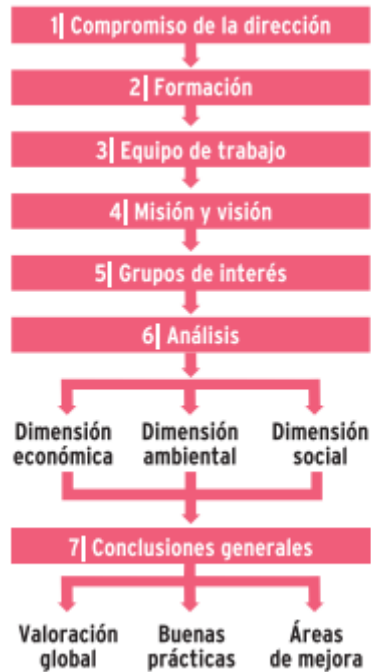 1| Compromiso de la dirección
2| Formación
3| Equipo de trabajo
4| Misión y visión
5| Grupos de interés
6| Análisis
Dimensión Dimensión Dimensión
económica ambiental social
7| Conclusiones generales
Valoración Buenas Áreas
global prácticas de mejora